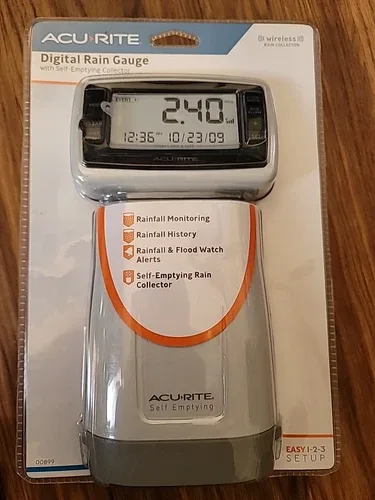 ACU RITE
((( wireless )))
RAIN COLLECTOR
Digital Rain Gauge
with Self-Emptying Collector
EVENT
2.40
12:36 10/23/09
ACU RITE
Rainfall Monitoring
Rainfall History
Rainfall & Flood Watch
Alerts
Self-Emptying Rain
Collector
ACU RITE
Self Emptying
00899
EASY 1-2-3
SETUP